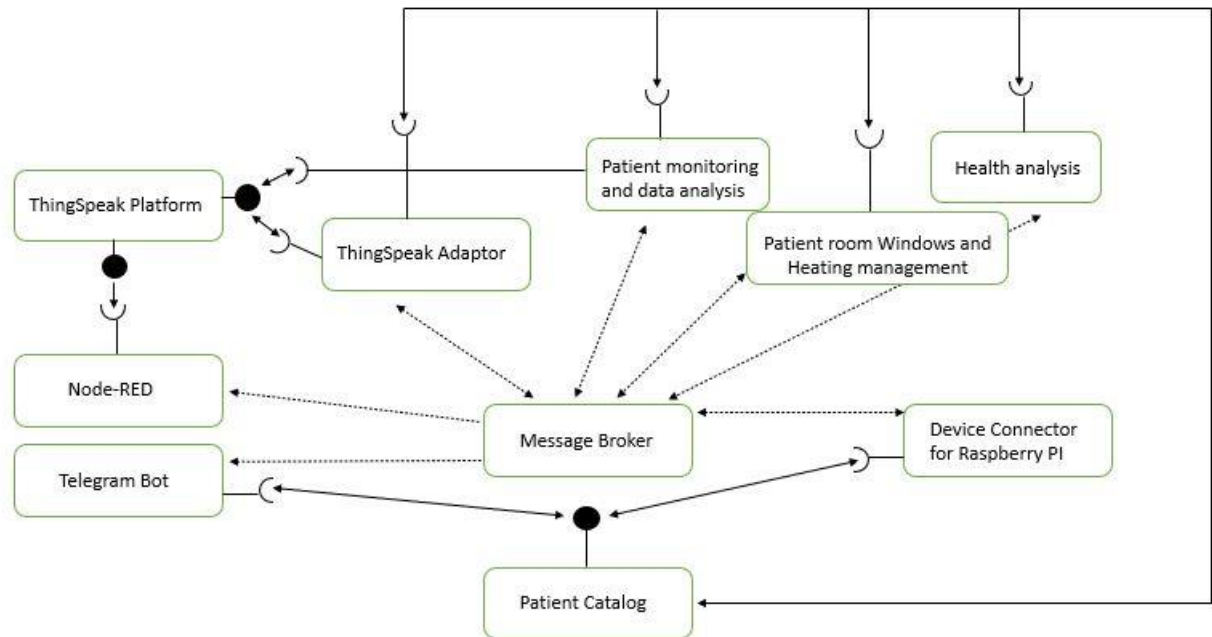 Patient monitoring
and data analysis
Health analysis
ThingSpeak Platform
ThingSpeak Adaptor
Patient room Windows and
Heating management
Node-RED
Message Broker
Device Connector
for Raspberry PI
Telegram Bot
Patient Catalog